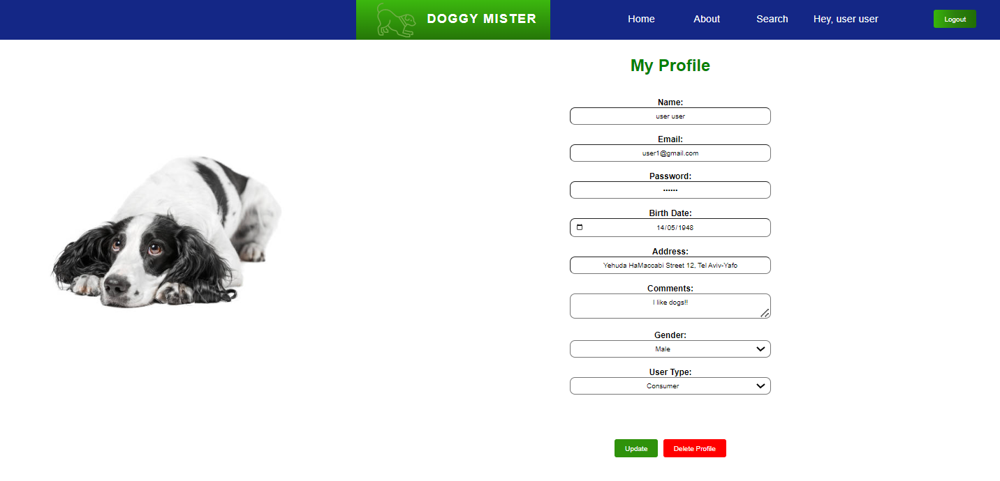 DOGGY MISTER
Home
About
Search
Hey, user user
Logout
My Profile
Name:
user user
Email:
user1@gmail.com
Password:
••••••
Birth Date:
14/05/1948
Address:
Yehuda HaMaccabi Street 12, Tel Aviv-Yafo
Comments:
I like dogs!!
Gender:
Male
User Type:
Consumer
Update
Delete Profile